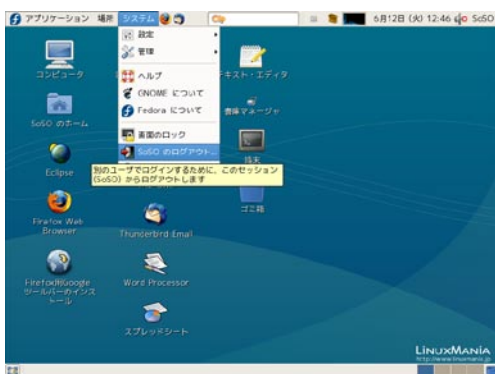 アプリケーション 場所 システム 6月12日 (火) 12:46 SoSO
設定
管理
ヘルプ
GNOME について
Fedora について
画面のロック
SoSO のログアウト...
別のユーザでログインするために、このセッション
(SoSO) からログアウトします
コンピュータ
SoSO のホーム
Eclipse
Firefox Web
Browser
Firefox用Google
ツールバーのインス
トール
Thunderbird Email
Word Processor
スプレッドシート
テキスト・エディタ
書庫マネージャ
端末
ゴミ箱
LINUXMANIA
http://www.linuxmania.jp